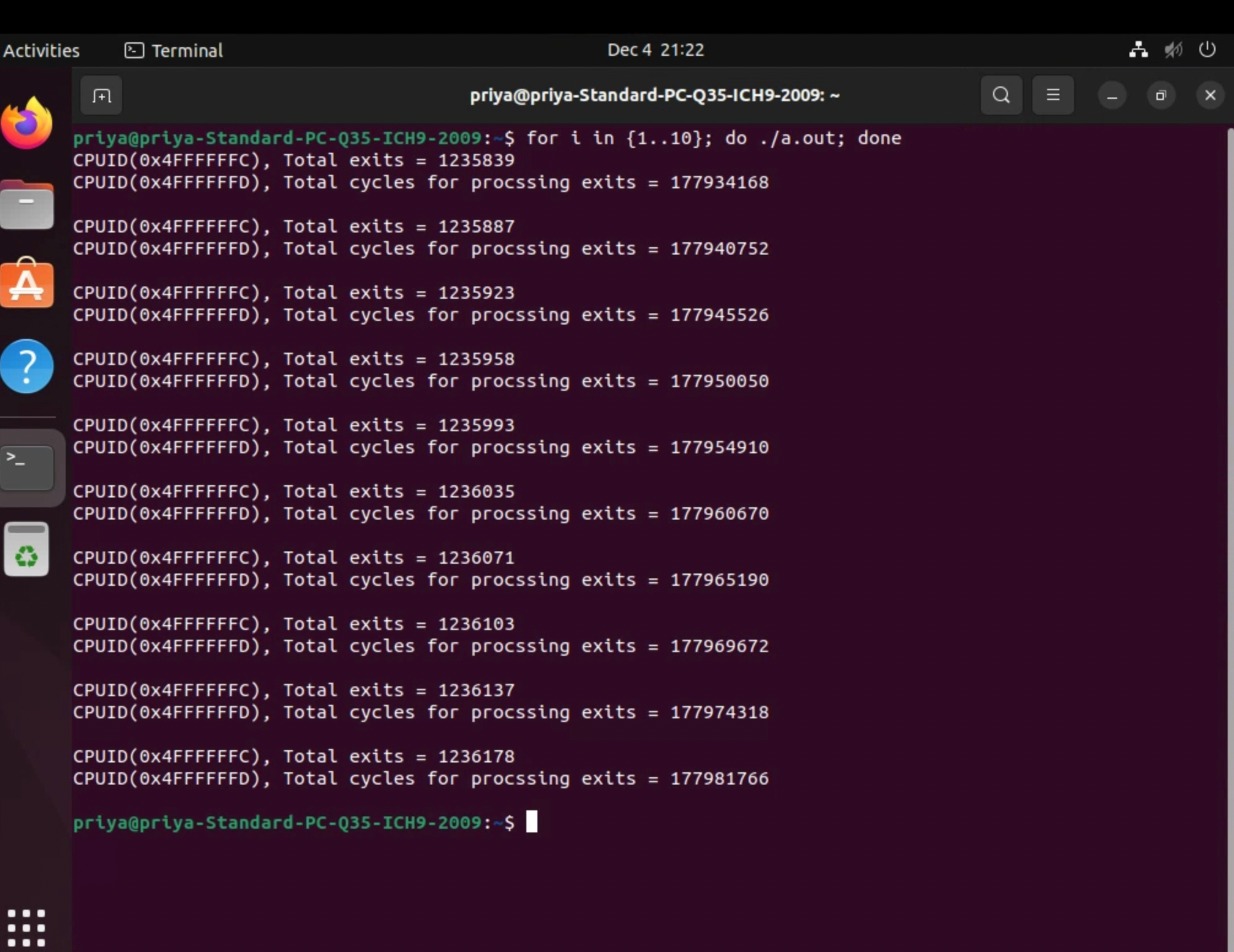 Activities Terminal Dec 4 21:22
priya@priya-Standard-PC-Q35-ICH9-2009: ~
priya@priya-Standard-PC-Q35-ICH9-2009:~$ for i in {1..10}; do ./a.out; done
CPUID(0x4FFFFFFC), Total exits = 1235839
CPUID(0x4FFFFFFD), Total cycles for procssing exits = 177934168
CPUID(0x4FFFFFFC), Total exits = 1235887
CPUID(0x4FFFFFFD), Total cycles for procssing exits = 177940752
CPUID(0x4FFFFFFC), Total exits = 1235923
CPUID(0x4FFFFFFD), Total cycles for procssing exits = 177945526
CPUID(0x4FFFFFFC), Total exits = 1235958
CPUID(0x4FFFFFFD), Total cycles for procssing exits = 177950050
CPUID(0x4FFFFFFC), Total exits = 1235993
CPUID(0x4FFFFFFD), Total cycles for procssing exits = 177954910
CPUID(0x4FFFFFFC), Total exits = 1236035
CPUID(0x4FFFFFFD), Total cycles for procssing exits = 177960670
CPUID(0x4FFFFFFC), Total exits = 1236071
CPUID(0x4FFFFFFD), Total cycles for procssing exits = 177965190
CPUID(0x4FFFFFFC), Total exits = 1236103
CPUID(0x4FFFFFFD), Total cycles for procssing exits = 177969672
CPUID(0x4FFFFFFC), Total exits = 1236137
CPUID(0x4FFFFFFD), Total cycles for procssing exits = 177974318
CPUID(0x4FFFFFFC), Total exits = 1236178
CPUID(0x4FFFFFFD), Total cycles for procssing exits = 177981766
priya@priya-Standard-PC-Q35-ICH9-2009:~$